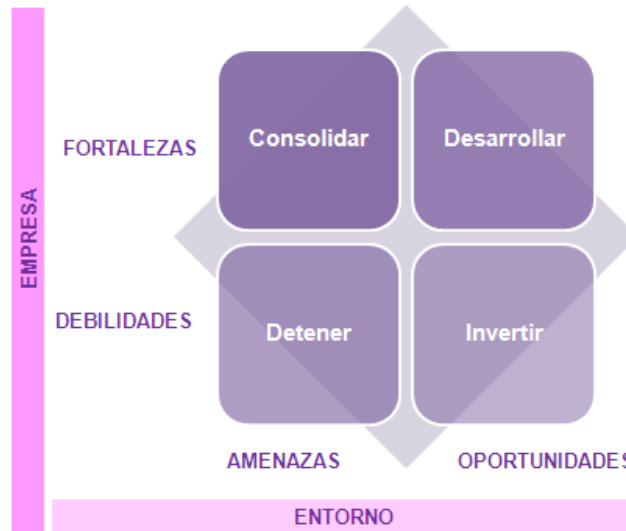 Consolidar
Desarrollar
FORTALEZAS
EMPRESA
DEBILIDADES
Detener
Invertir
AMENAZAS
OPORTUNIDADES
ENTORNO